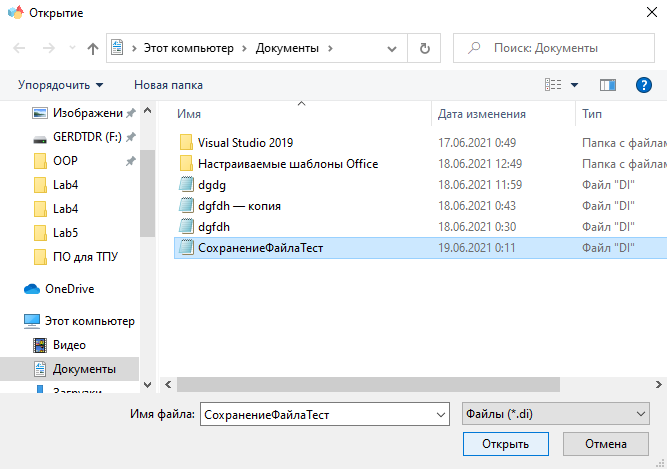 Открытие
Этот компьютер
Документы
Поиск: Документы
Упорядочить
Новая папка
Изображени
GERDTDR (F:)
OOP
Lab4
Lab4
Lab5
ПО для ТПУ
OneDrive
Этот компьютер
Видео
Документы
Загрузки
Имя Дата изменения Тип
Visual Studio 2019 17.06.2021 0:49 Папка с файлам
Настраиваемые шаблоны Office 18.06.2021 12:49 Папка с файлам
dgdg 18.06.2021 11:59 Файл "DI"
dgfdh — копия 18.06.2021 0:43 Файл "DI"
dgfdh 18.06.2021 0:30 Файл "DI"
СохранениеФайлаТест 19.06.2021 0:11 Файл "DI"
Имя файла: СохранениеФайлаТест Файлы (*.di)
Открыть Отмена